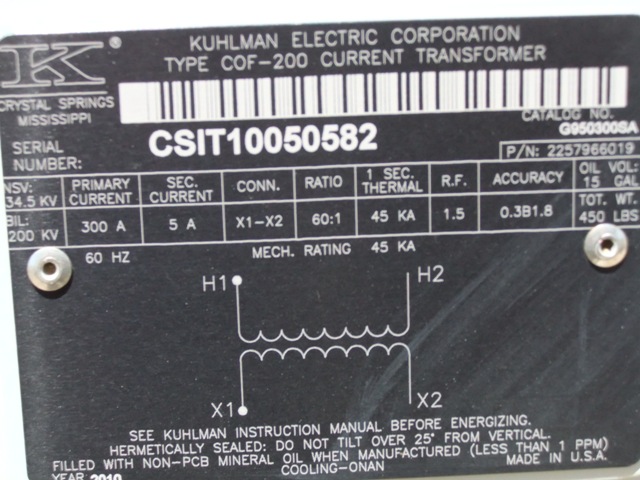 K ®
KUHLMAN ELECTRIC CORPORATION
TYPE COF-200 CURRENT TRANSFORMER
CRYSTAL SPRINGS
MISSISSIPPI
CATALOG NO.
G950300SA
SERIAL
NUMBER:
CSIT10050582
P/N: 2257966019
NSV:
34.5 KV
PRIMARY
CURRENT
SEC.
CURRENT
CONN.
RATIO
1 SEC.
THERMAL
R.F.
ACCURACY
OIL VOL:
15 GAL
BIL:
200 KV
300 A
5 A
X1-X2
60:1
45 KA
1.5
0.3B1.8
TOT. WT.
450 LBS
60 HZ
MECH. RATING 45 KA
H1
H2
X1
X2
SEE KUHLMAN INSTRUCTION MANUAL BEFORE ENERGIZING.
HERMETICALLY SEALED: DO NOT TILT OVER 25° FROM VERTICAL.
FILLED WITH NON-PCB MINERAL OIL WHEN MANUFACTURED (LESS THAN 1 PPM)
COOLING-ONAN
MADE IN U.S.A.
YEAR 2010